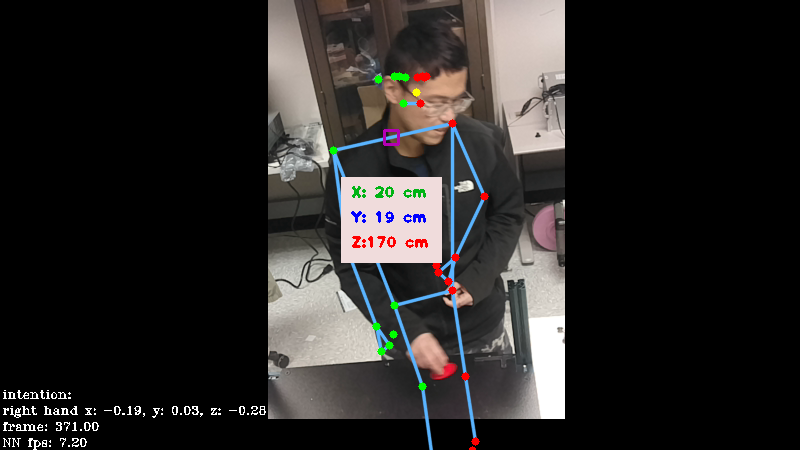 X: 20 cm
Y: 19 cm
Z:170 cm
intention:
right hand x: -0.19, y: 0.03, z: -0.28
frame: 371.00
NN fps: 7.20